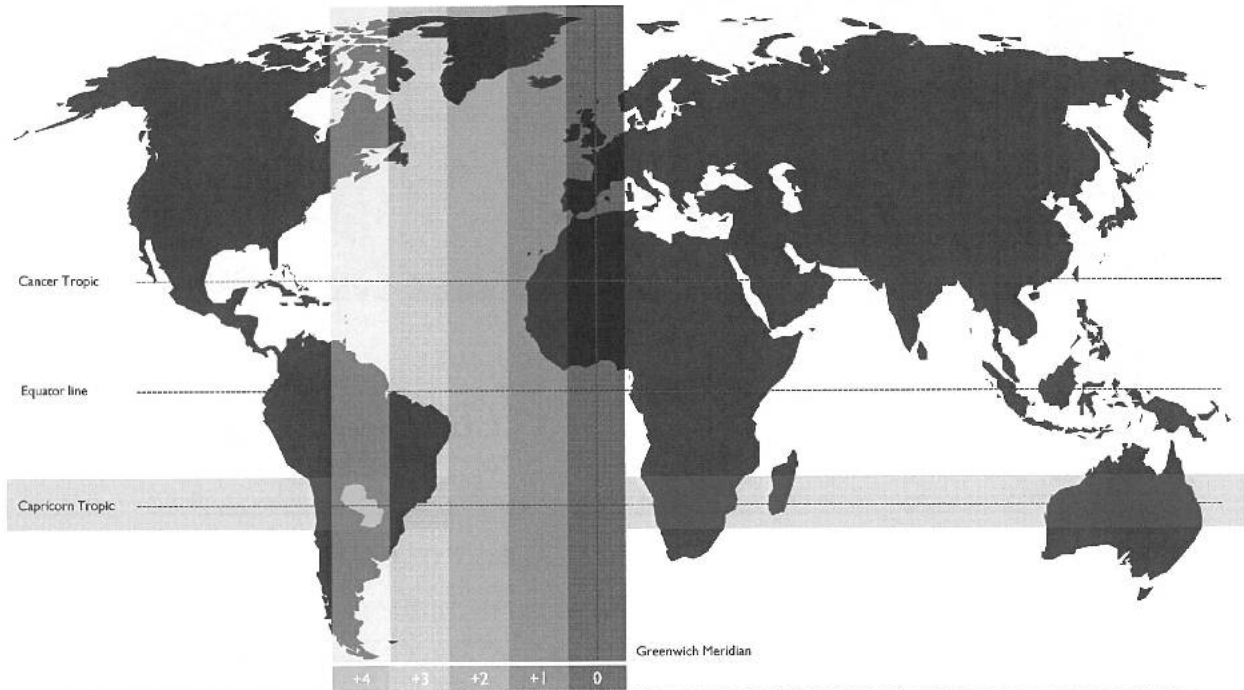 Cancer Tropic
Equator line
Capricorn Tropic
Greenwich Meridian
+4 +3 +2 +1 0